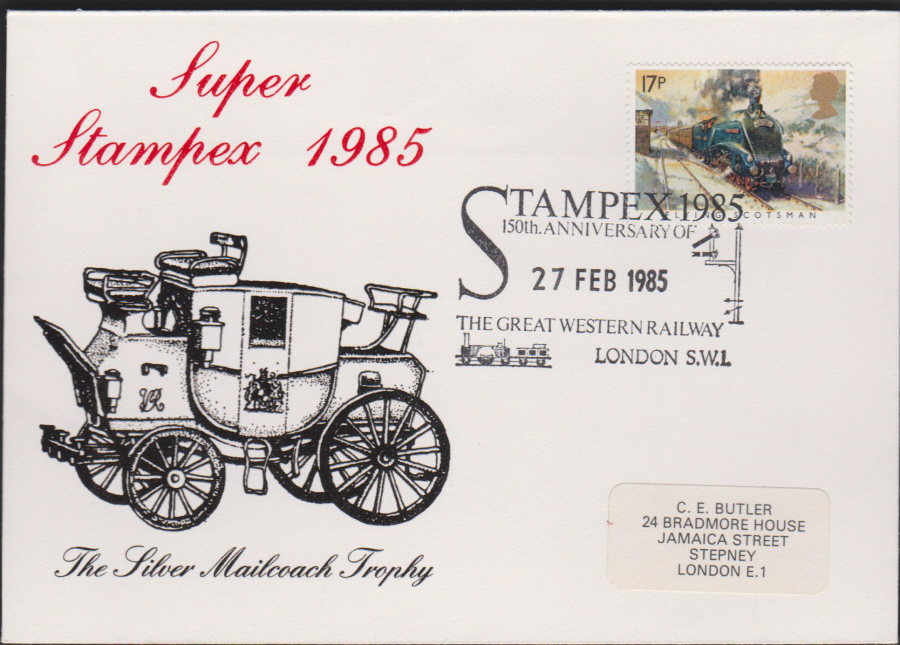 Super
Stampex 1985
17P
FLYING SCOTSMAN
STAMPEX 1985
150th. ANNIVERSARY OF
27 FEB 1985
THE GREAT WESTERN RAILWAY
LONDON S.W.1.
VR
The Silver Mailcoach Trophy
C. E. BUTLER
24 BRADMORE HOUSE
JAMAICA STREET
STEPNEY
LONDON E.1